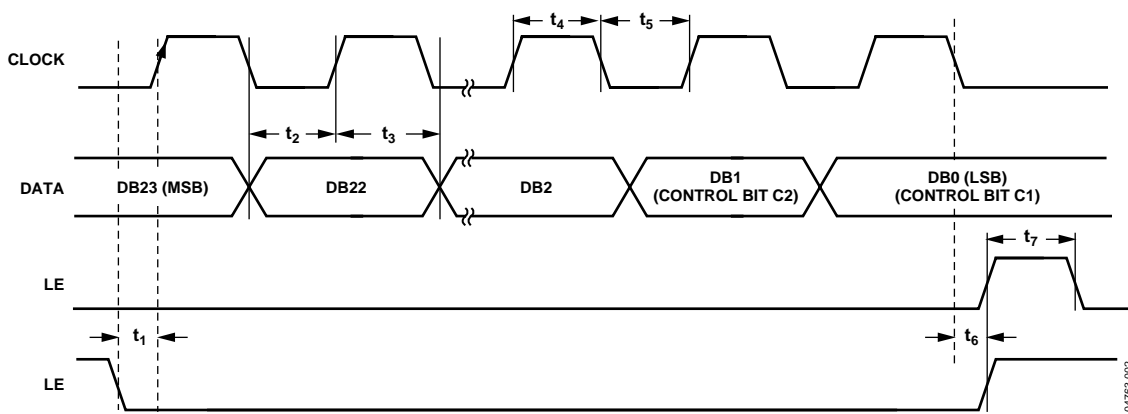 t4
t5
CLOCK
t2
t3
DATA
DB23 (MSB)
DB22
DB2
DB1
(CONTROL BIT C2)
DB0 (LSB)
(CONTROL BIT C1)
t7
LE
t1
t6
LE